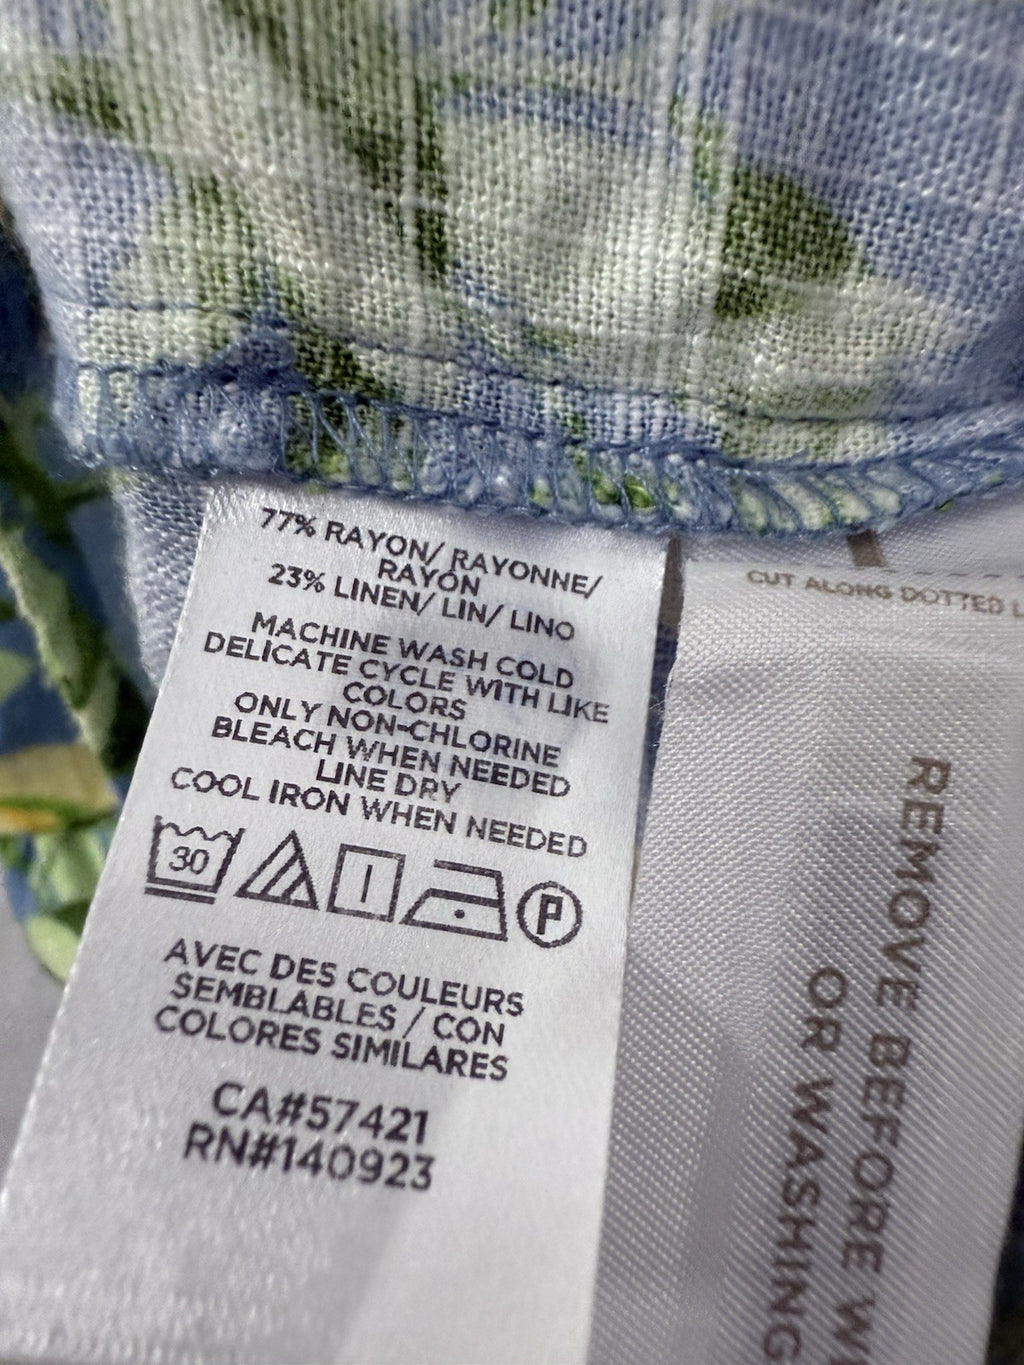 77% RAYON/ RAYONNE/
RAYÓN
23% LINEN/ LIN/ LINO
MACHINE WASH COLD
DELICATE CYCLE WITH LIKE
COLORS
ONLY NON-CHLORINE
BLEACH WHEN NEEDED
LINE DRY
COOL IRON WHEN NEEDED
30
P
AVEC DES COULEURS
SEMBLABLES / CON
COLORES SIMILARES
CA#57421
RN#140923
CUT ALONG DOTTED
REMOVE BEFORE
OR WASHING